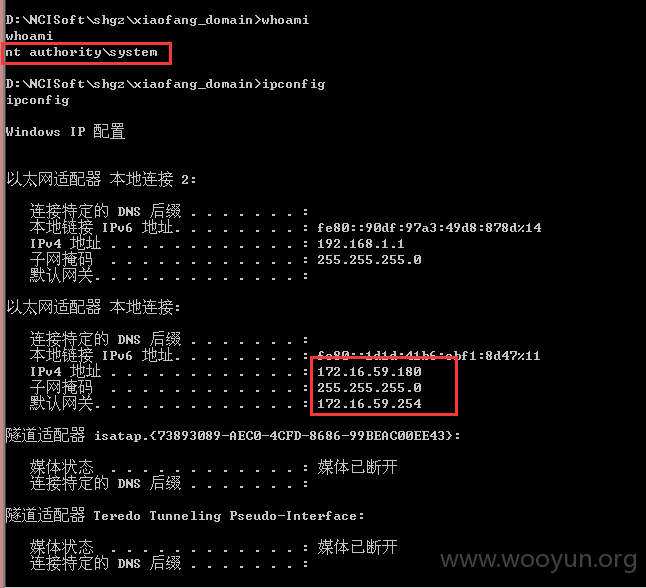 D:\NCISoft\shgz\xiaofang_domain>whoami
whoami
nt authority\system
D:\NCISoft\shgz\xiaofang_domain>ipconfig
ipconfig
Windows IP 配置
以太网适配器 本地连接 2:
连接特定的 DNS 后缀 . . . . . . . :
本地链接 IPv6 地址. . . . . . . . : fe80::90df:97a3:49d8:878d%14
IPv4 地址 . . . . . . . . . . . . : 192.168.1.1
子网掩码 . . . . . . . . . . . . : 255.255.255.0
默认网关. . . . . . . . . . . . . :
以太网适配器 本地连接:
连接特定的 DNS 后缀 . . . . . . . :
本地链接 IPv6 地址. . . . . . . . :
IPv4 地址 . . . . . . . . . . . . : 172.16.59.180
子网掩码 . . . . . . . . . . . . : 255.255.255.0
默认网关. . . . . . . . . . . . . : 172.16.59.254
隧道适配器 isatap.{73893089-AEC0-4CFD-8686-99BEAC00EE43}:
媒体状态 . . . . . . . . . . . . : 媒体已断开
连接特定的 DNS 后缀 . . . . . . . :
隧道适配器 Teredo Tunneling Pseudo-Interface:
媒体状态 . . . . . . . . . . . . : 媒体已断开
连接特定的 DNS 后缀 . . . . . . . :
www.wooyun.org